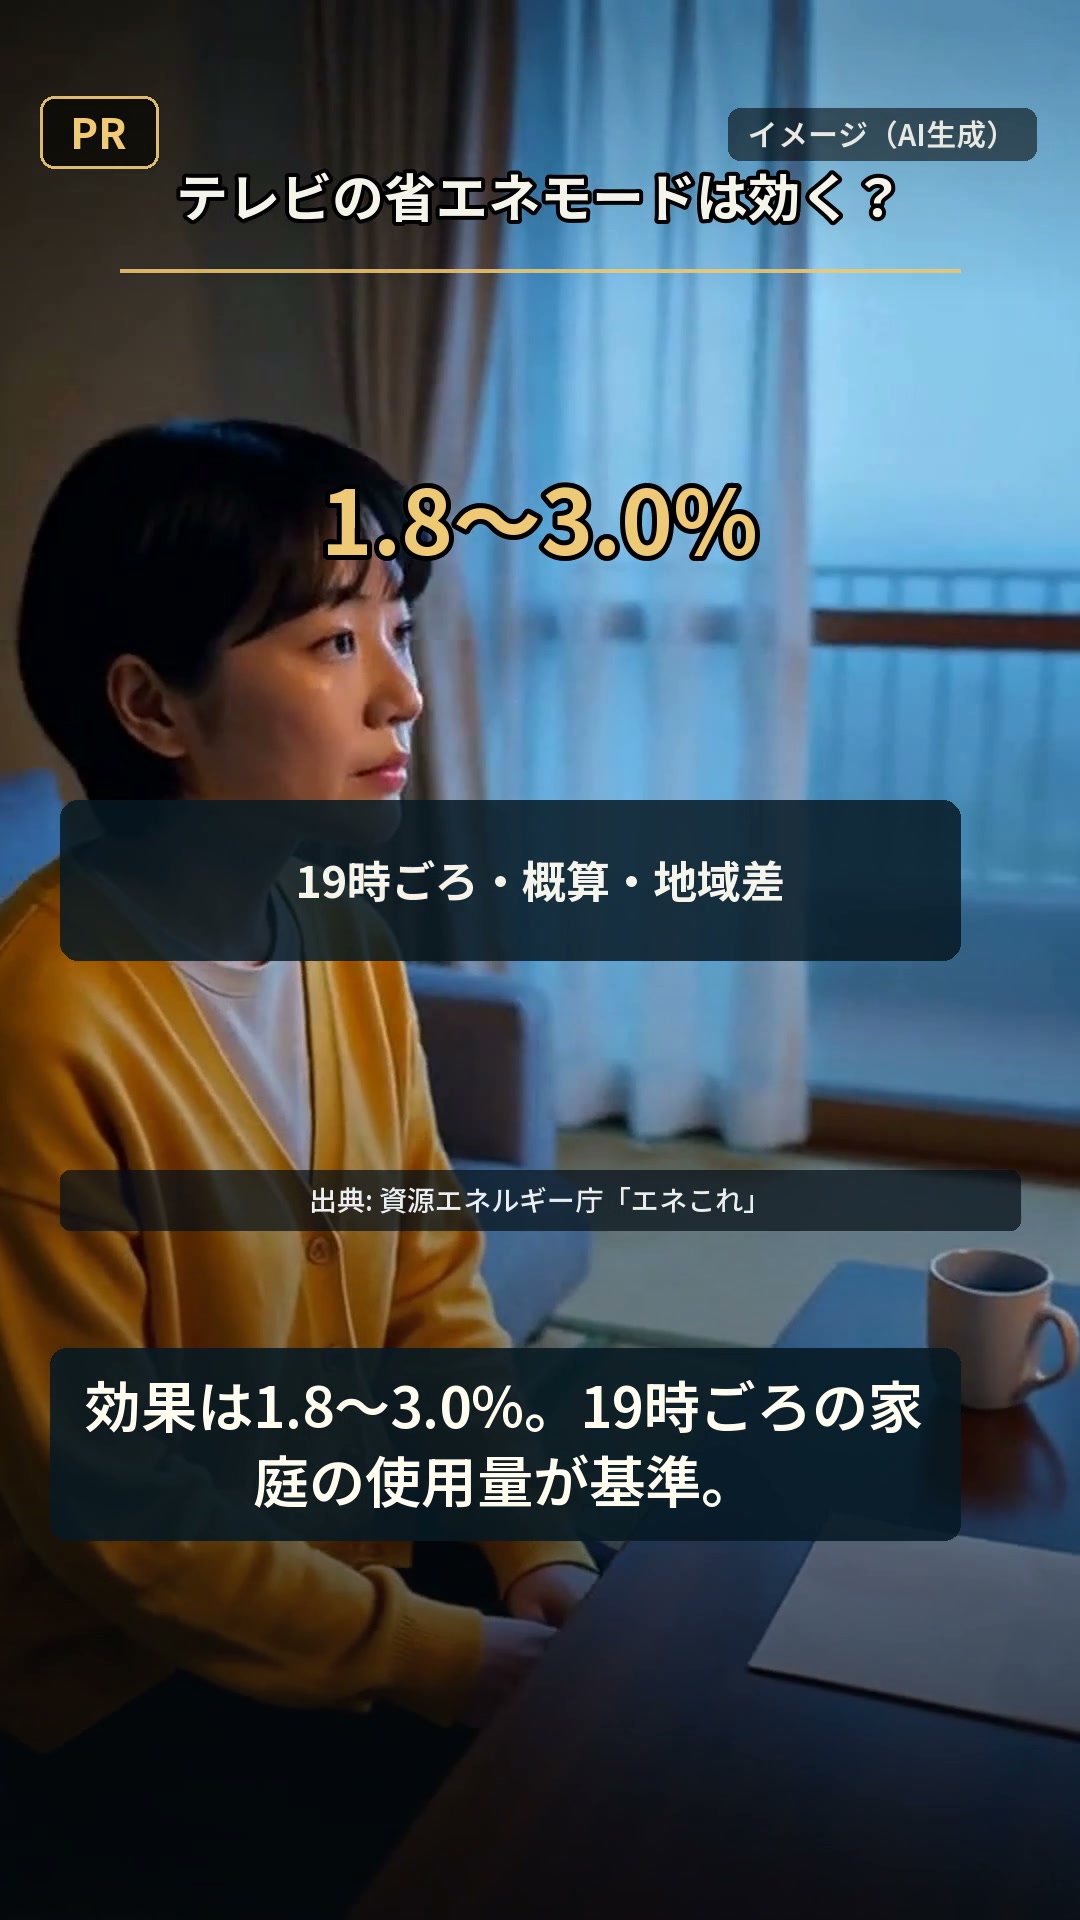 PR
イメージ（AI生成）
テレビの省エネモードは効く？
1.8〜3.0%
19時ごろ・概算・地域差
出典: 資源エネルギー庁「エネこれ」
効果は1.8〜3.0%。19時ごろの家
庭の使用量が基準。